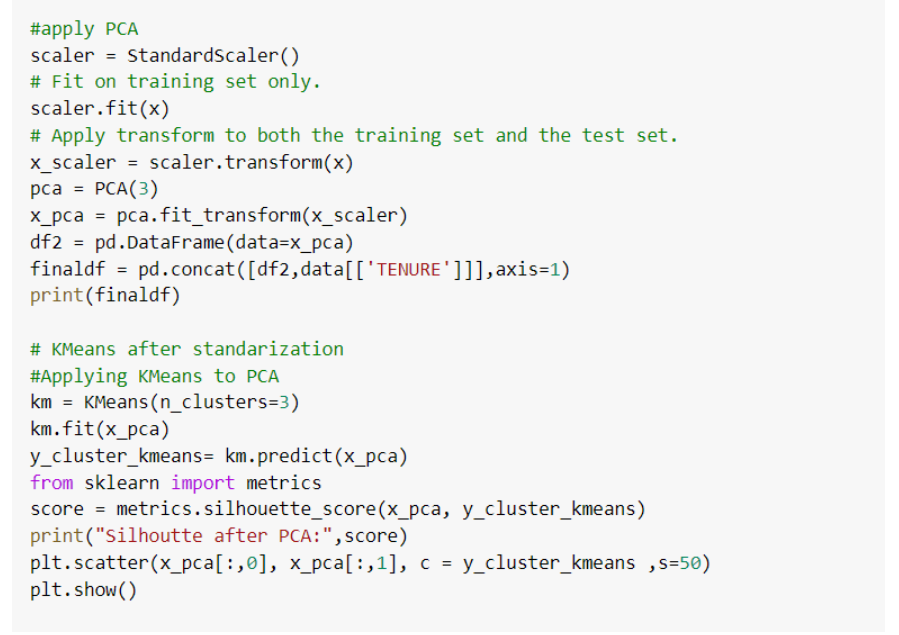 #apply PCA
scaler = StandardScaler()
# Fit on training set only.
scaler.fit(x)
# Apply transform to both the training set and the test set.
x_scaler = scaler.transform(x)
pca = PCA(3)
x_pca = pca.fit_transform(x_scaler)
df2 = pd.DataFrame(data=x_pca)
finaldf = pd.concat([df2,data[['TENURE']]],axis=1)
print(finaldf)
# KMeans after standarization
#Applying KMeans to PCA
km = KMeans(n_clusters=3)
km.fit(x_pca)
y_cluster_kmeans= km.predict(x_pca)
from sklearn import metrics
score = metrics.silhouette_score(x_pca, y_cluster_kmeans)
print("Silhoutte after PCA:",score)
plt.scatter(x_pca[:,0], x_pca[:,1], c = y_cluster_kmeans ,s=50)
plt.show()